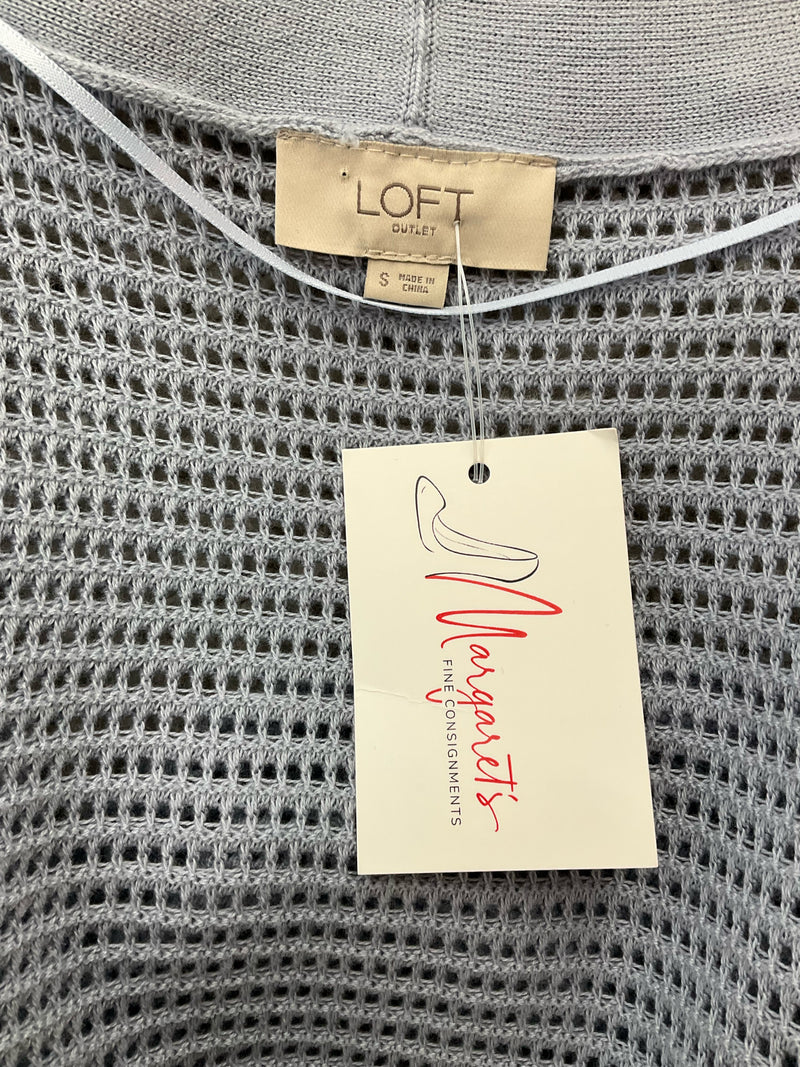 LOFT
OUTLET
S MADE IN
CHINA
Margaret's
FINE CONSIGNMENTS